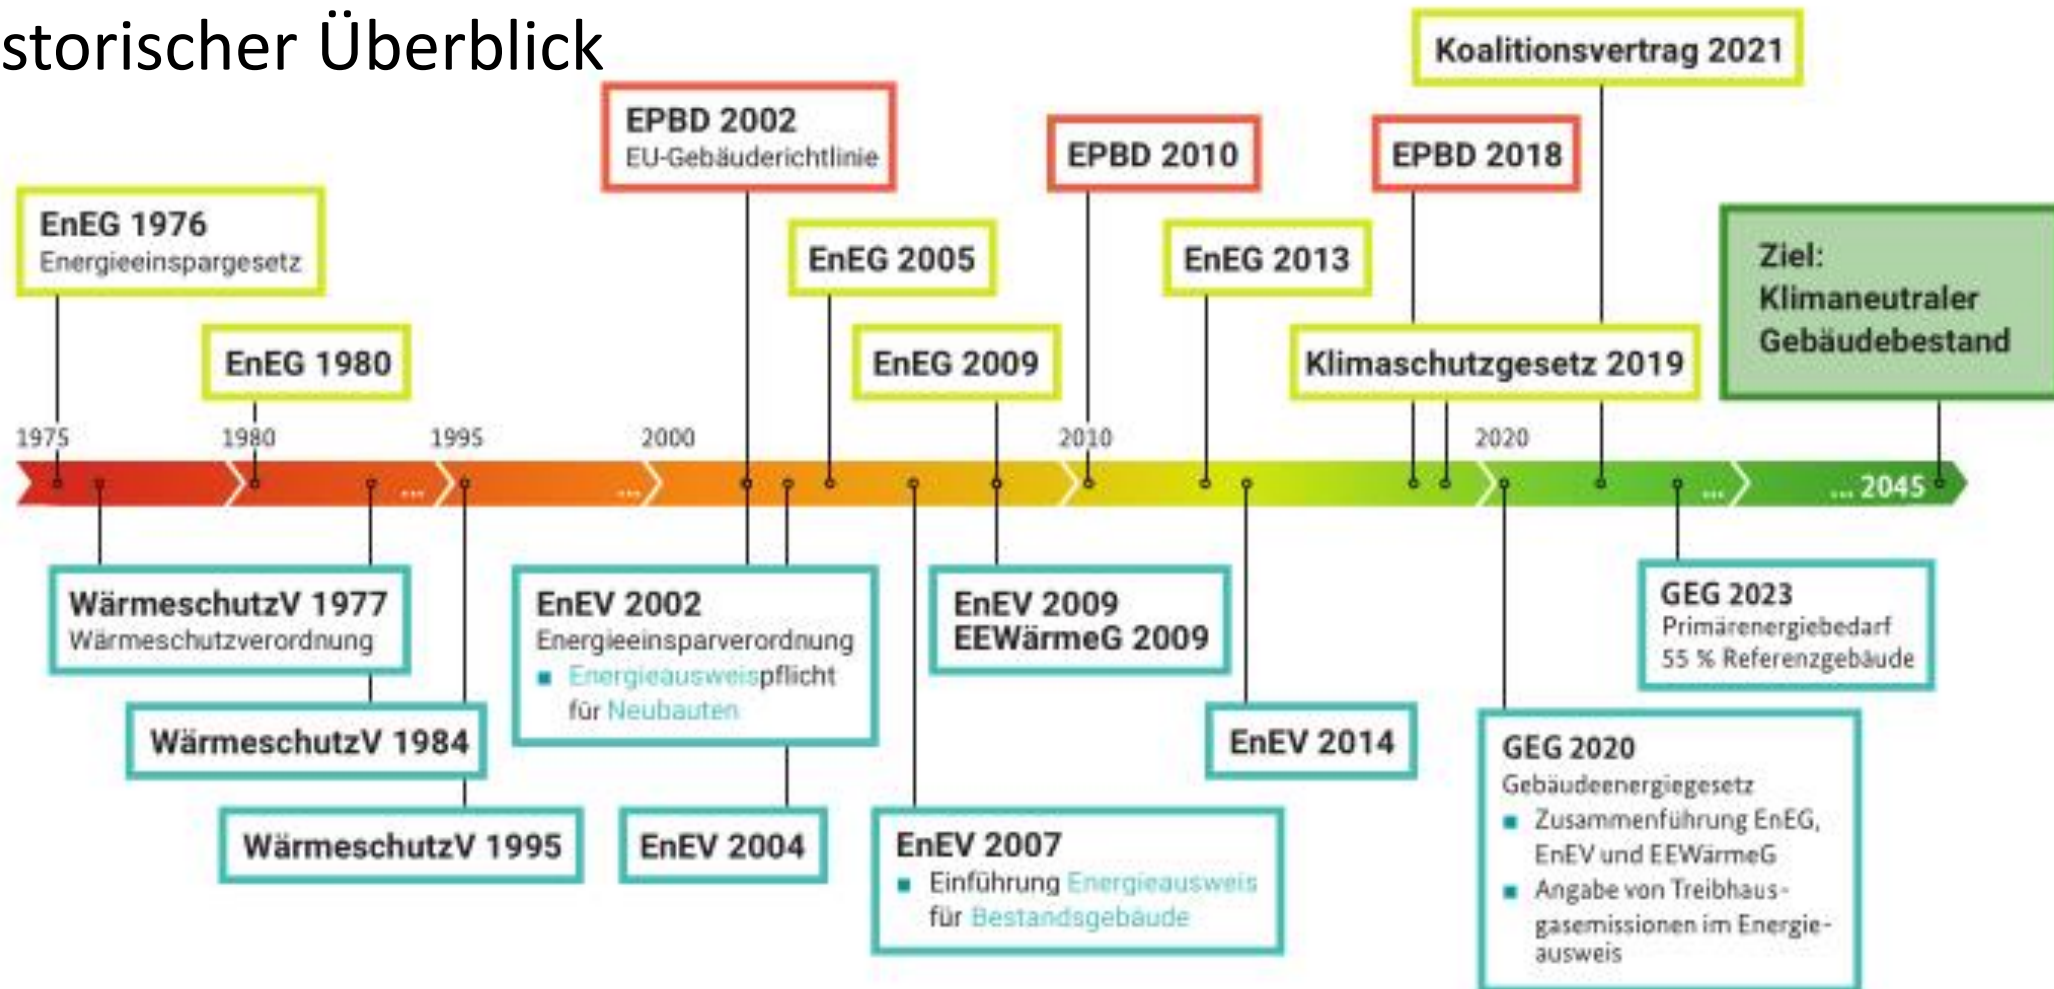 storischer Überblick
Koalitionsvertrag 2021
EPBD 2002
EU-Gebäuderichtlinie
EPBD 2010
EPBD 2018
EnEG 1976
Energieeinspargesetz
EnEG 2005
EnEG 2013
Ziel:
Klimaneutraler
Gebäudebestand
EnEG 1980
EnEG 2009
Klimaschutzgesetz 2019
1975
1980
1995
2000
2010
2020
...
...
...
... 2045
WärmeschutzV 1977
Wärmeschutzverordnung
EnEV 2002
Energieeinsparverordnung
▪ Energieausweispflicht
für Neubauten
EnEV 2009
EEWärmeG 2009
GEG 2023
Primärenergiebedarf
55 % Referenzgebäude
WärmeschutzV 1984
EnEV 2014
GEG 2020
Gebäudeenergiegesetz
▪ Zusammenführung EnEG,
EnEV und EEWärmeG
▪ Angabe von Treibhaus-
gasemissionen im Energie-
ausweis
WärmeschutzV 1995
EnEV 2004
EnEV 2007
▪ Einführung Energieausweis
für Bestandsgebäude